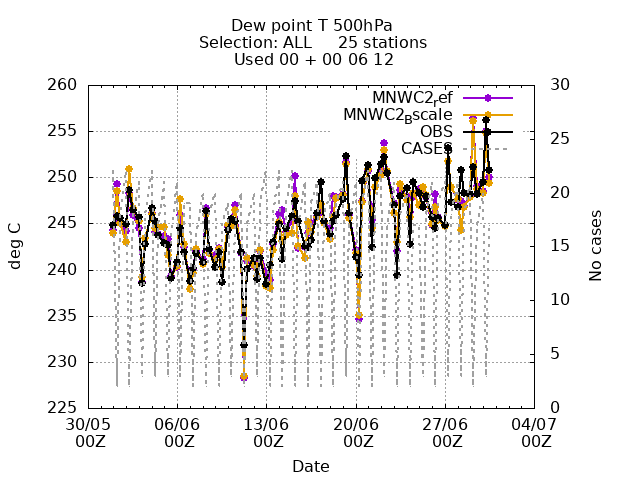 Dew point T 500hPa
Selection: ALL 25 stations
Used 00 + 00 06 12
MNWC2ref
MNWC2Bscale
OBS
CASES
260
255
250
245
240
235
230
225
deg C
30
25
20
15
10
5
0
No cases
30/05 06/06 13/06 20/06 27/06 04/07
00Z 00Z 00Z 00Z 00Z 00Z
Date